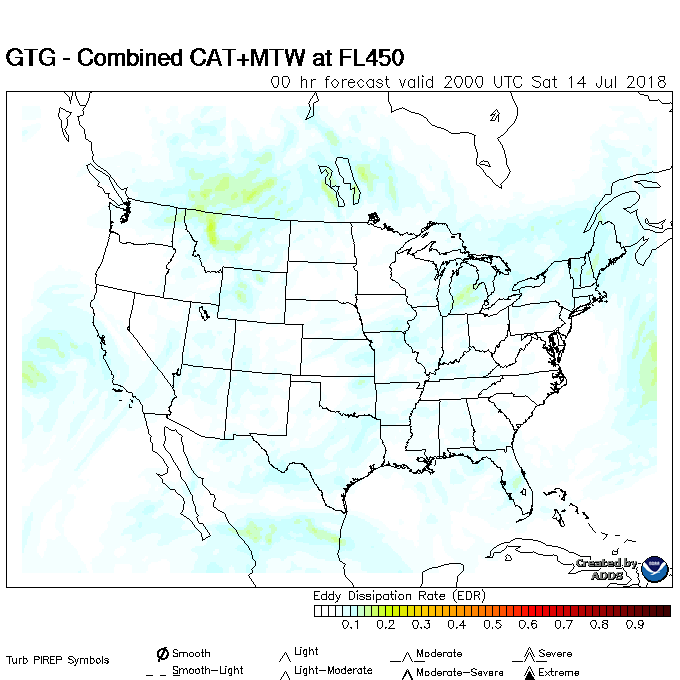 GTG - Combined CAT+MTW at FL450
00 hr forecast valid 2000 UTC Sat 14 Jul 2018
Created by
ADDS
Eddy Dissipation Rate (EDR)
0.1 0.2 0.3 0.4 0.5 0.6 0.7 0.8 0.9
Turb PIREP Symbols
Smooth Light Moderate Severe
Smooth-Light Light-Moderate Moderate-Severe Extreme